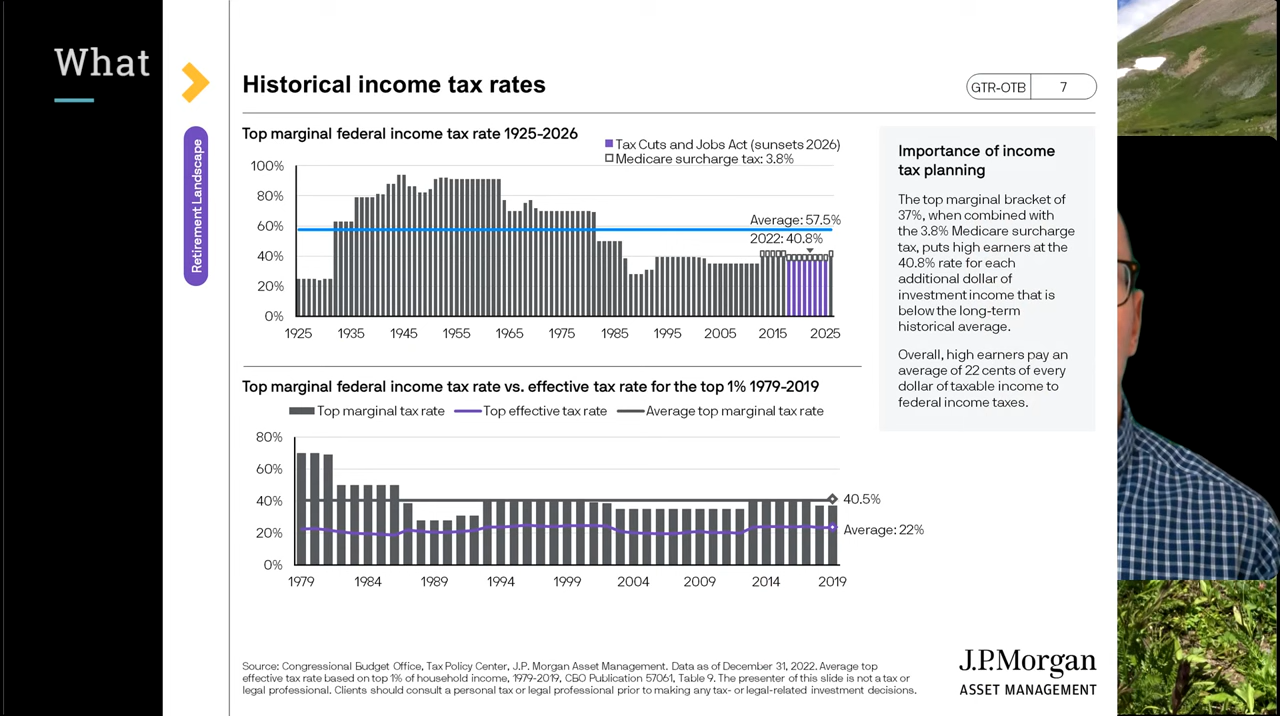 What
Retirement Landscape
Historical income tax rates
GTR-OTB 7
Top marginal federal income tax rate 1925-2026
Tax Cuts and Jobs Act (sunsets 2026)
Medicare surcharge tax: 3.8%
100%
80%
60%
40%
20%
0%
Average: 57.5%
2022: 40.8%
1925 1935 1945 1955 1965 1975 1985 1995 2005 2015 2025
Top marginal federal income tax rate vs. effective tax rate for the top 1% 1979-2019
Top marginal tax rate Top effective tax rate Average top marginal tax rate
80%
60%
40%
20%
0%
40.5%
Average: 22%
1979 1984 1989 1994 1999 2004 2009 2014 2019
Importance of income
tax planning
The top marginal bracket of
37%, when combined with
the 3.8% Medicare surcharge
tax, puts high earners at the
40.8% rate for each
additional dollar of
investment income that is
below the long-term
historical average.
Overall, high earners pay an
average of 22 cents of every
dollar of taxable income to
federal income taxes.
Source: Congressional Budget Office, Tax Policy Center, J.P. Morgan Asset Management. Data as of December 31, 2022. Average top
effective tax rate based on top 1% of household income, 1979-2019, CBO Publication 57061, Table 9. The presenter of this slide is not a tax or
legal professional. Clients should consult a personal tax or legal professional prior to making any tax- or legal-related investment decisions.
J.P.Morgan
ASSET MANAGEMENT